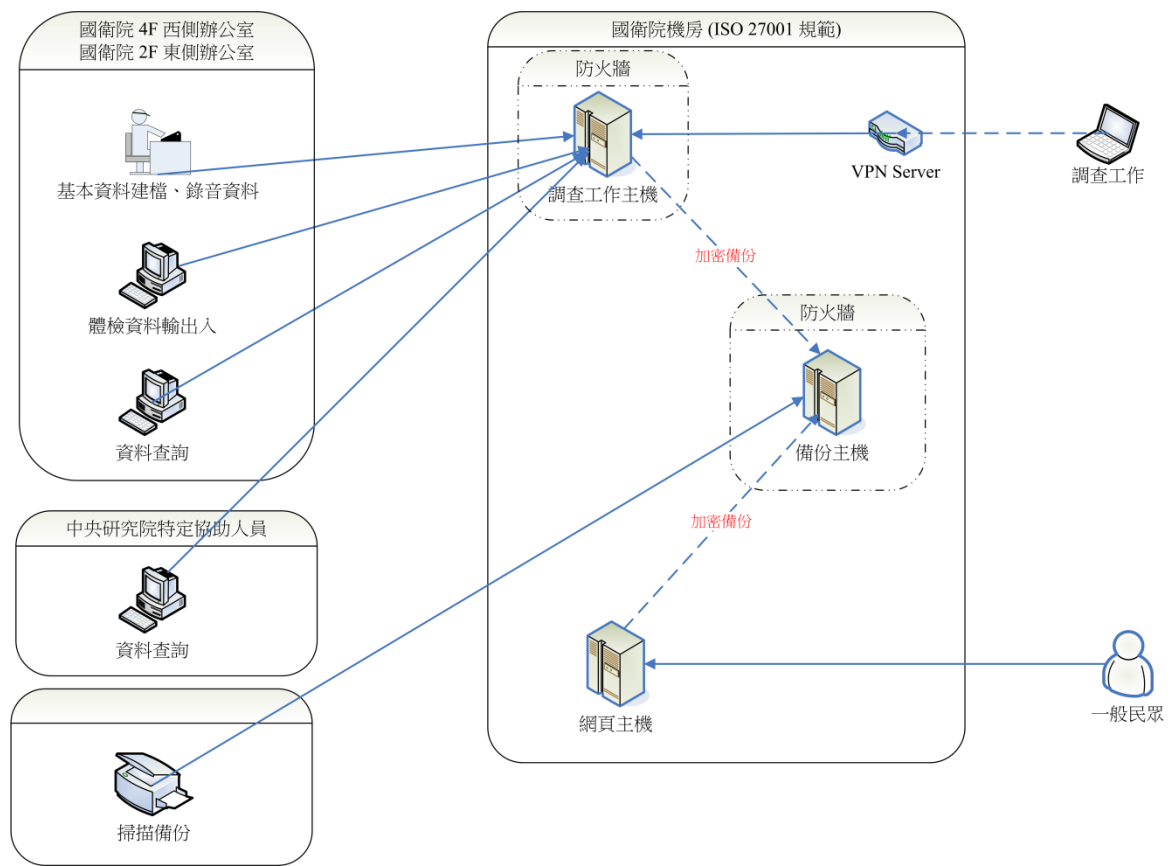 國衛院 4F 西側辦公室
國衛院 2F 東側辦公室
基本資料建檔、錄音資料
體檢資料輸出入
資料查詢
中央研究院特定協助人員
資料查詢
掃描備份
國衛院機房 (ISO 27001 規範)
防火牆
調查工作主機
VPN Server
調查工作
加密備份
防火牆
備份主機
加密備份
網頁主機
一般民眾